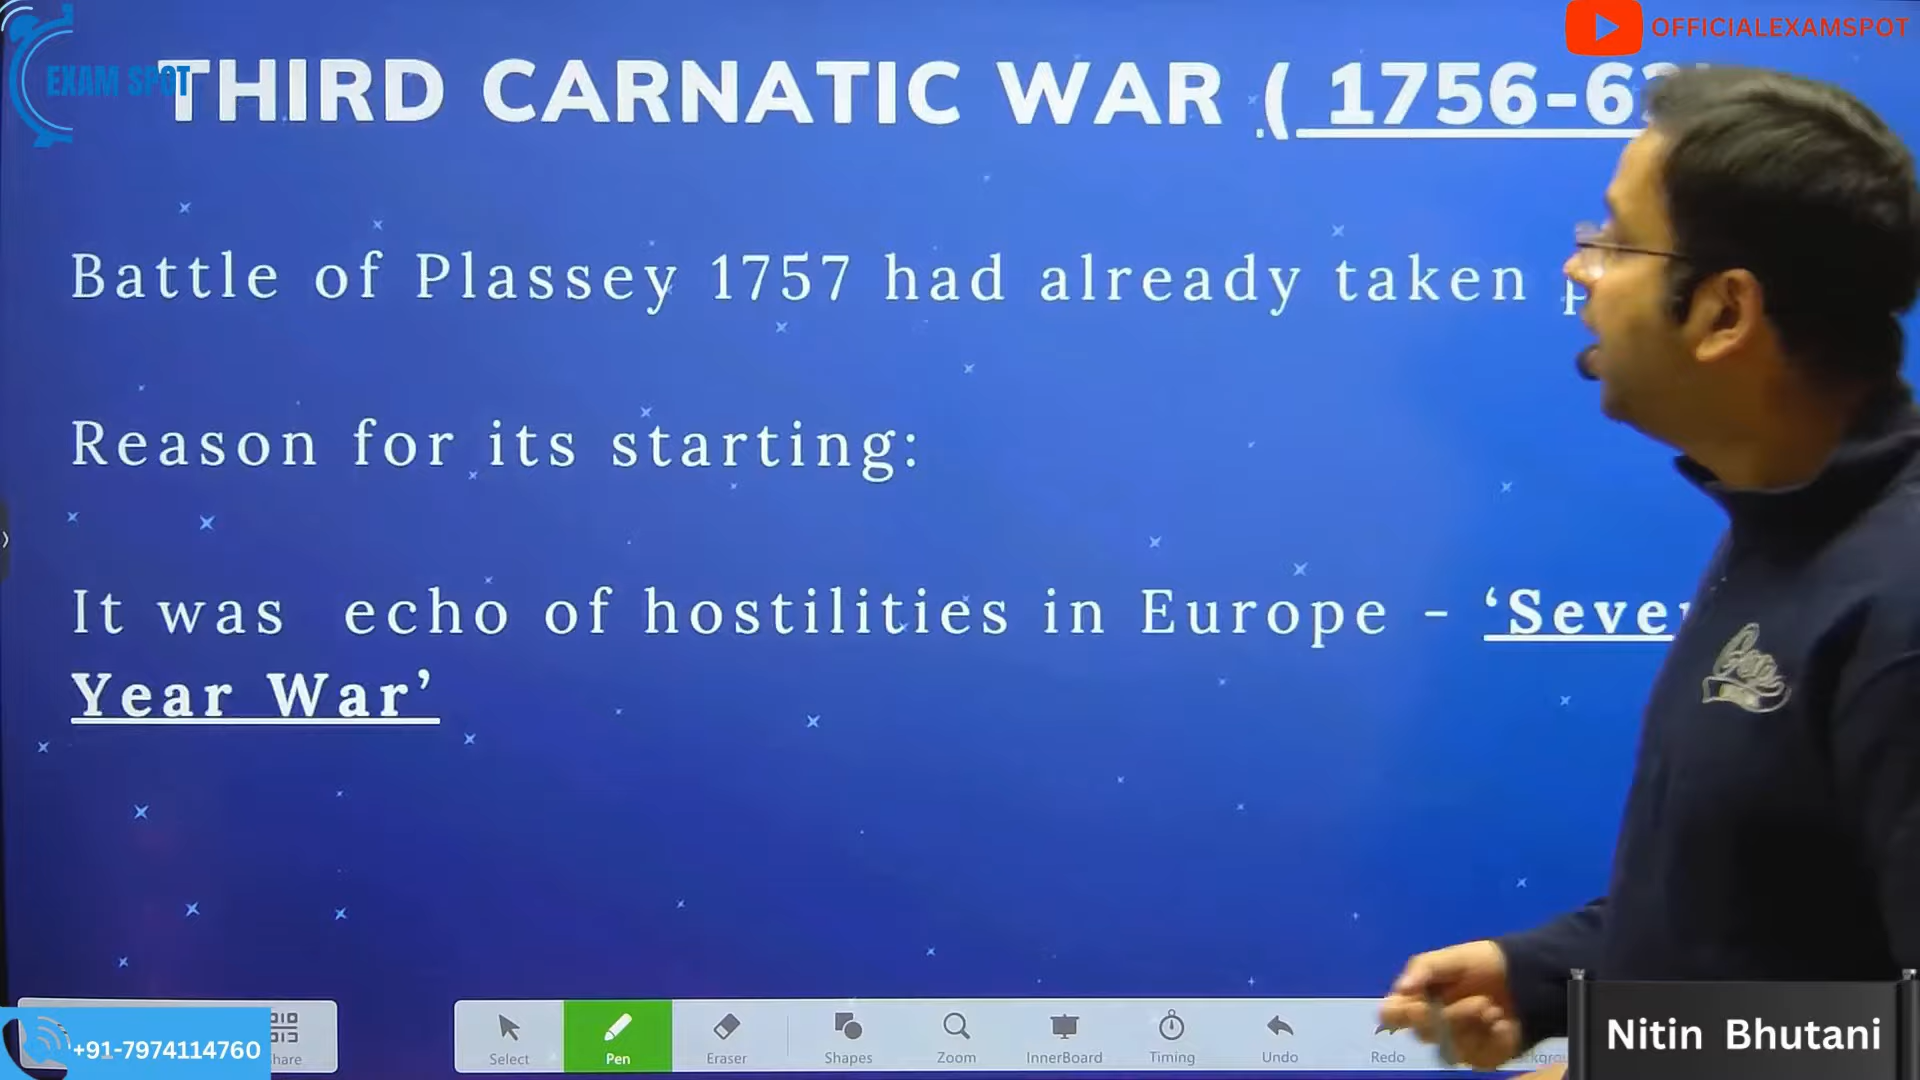 OFFICIALEXAMSPOT
EXAM SPOT
THIRD CARNATIC WAR ( 1756-6
Battle of Plassey 1757 had already taken
Reason for its starting:
It was echo of hostilities in Europe - ‘Seve
Year War’
Select
Pen
Eraser
Shapes
Zoom
InnerBoard
Timing
Undo
Redo
+91-7974114760
Nitin Bhutani